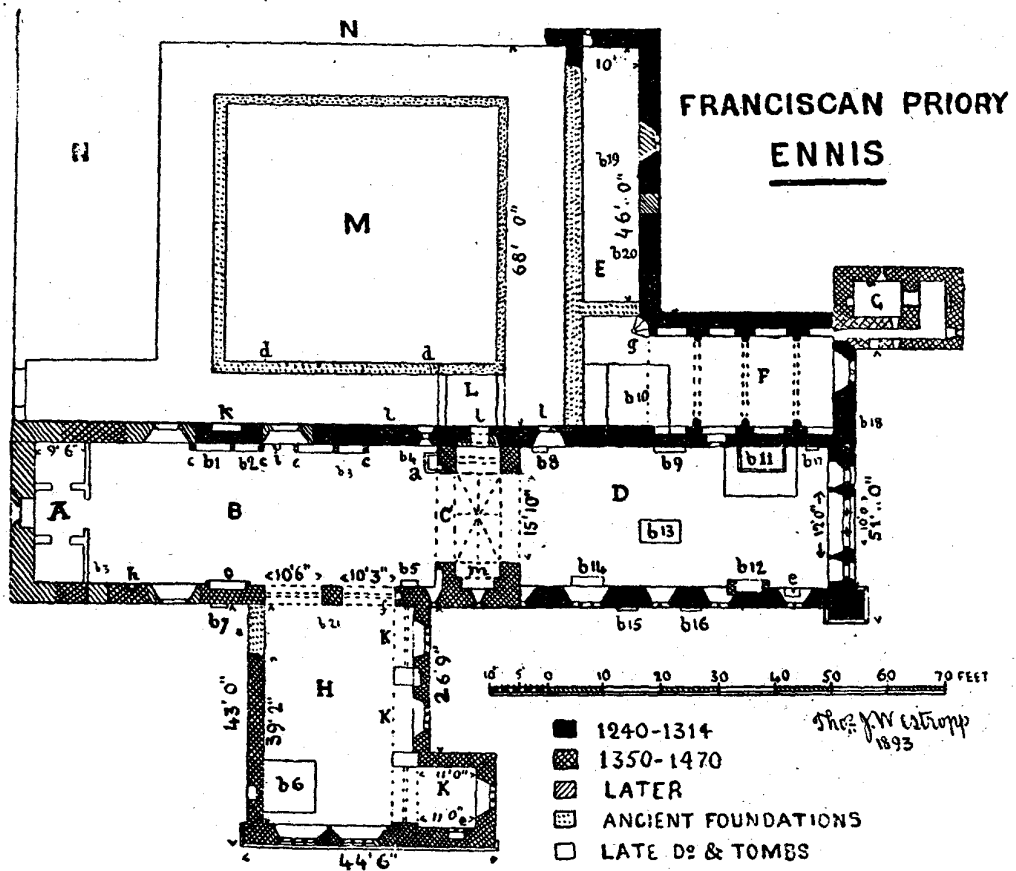 N
FRANCISCAN PRIORY
ENNIS
10'
b19
46'..0"
b20
E
M
68' 0"
G
d d
L
g
F
b10
k l l l
b18
9'6"
c b1 b2 c b c b3 c b4 b8 b9 b11 b17
a
A B C D
15'10"
b13
12'0"
10'0"
51'..0"
b3 h o 10'6" 10'3" b5 m b14 b12 e
b7 b21 f b15 b16
K
43'0"
39'2"
H
26'9"
K
b6
K
11'0"
11'0" e
44'6"
10 5 0 10 20 30 40 50 60 70 FEET
Thos. J. Westropp
1893
1240-1314
1350-1470
LATER
ANCIENT FOUNDATIONS
LATE Do & TOMBS